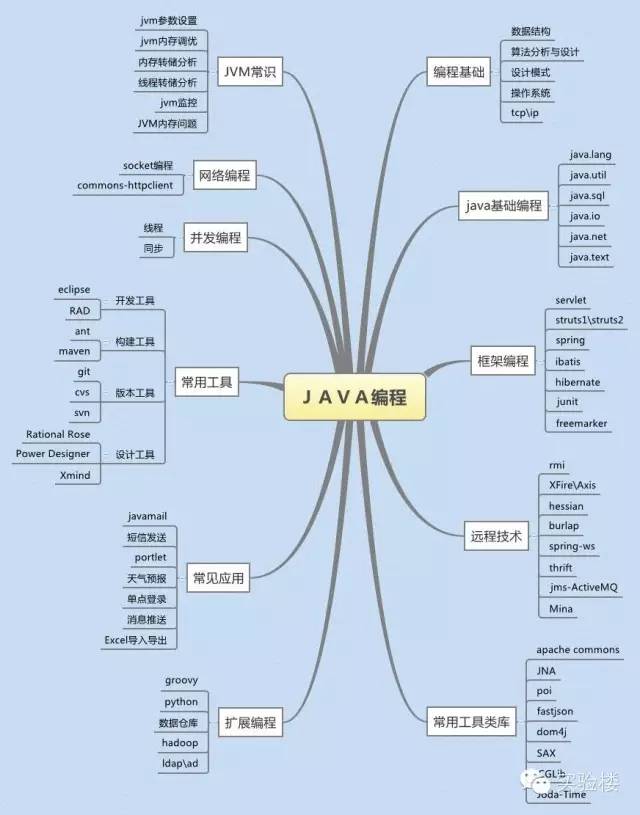 JAVA编程
编程基础
数据结构
算法分析与设计
设计模式
操作系统
tcp\ip
java基础编程
java.lang
java.util
java.sql
java.io
java.net
java.text
框架编程
servlet
struts1\struts2
spring
ibatis
hibernate
junit
freemarker
远程技术
rmi
XFire\Axis
hessian
burlap
spring-ws
thrift
jms-ActiveMQ
Mina
常用工具类库
apache commons
JNA
poi
fastjson
dom4j
SAX
CGLib
Joda-Time
JVM常识
jvm参数设置
jvm内存调优
内存转储分析
线程转储分析
jvm监控
JVM内存问题
网络编程
socket编程
commons-httpclient
并发编程
线程
同步
常用工具
开发工具
eclipse
RAD
构建工具
ant
maven
版本工具
git
cvs
svn
设计工具
Rational Rose
Power Designer
Xmind
常见应用
javamail
短信发送
portlet
天气预报
单点登录
消息推送
Excel导入导出
扩展编程
groovy
python
数据仓库
hadoop
ldap\ad
实验楼